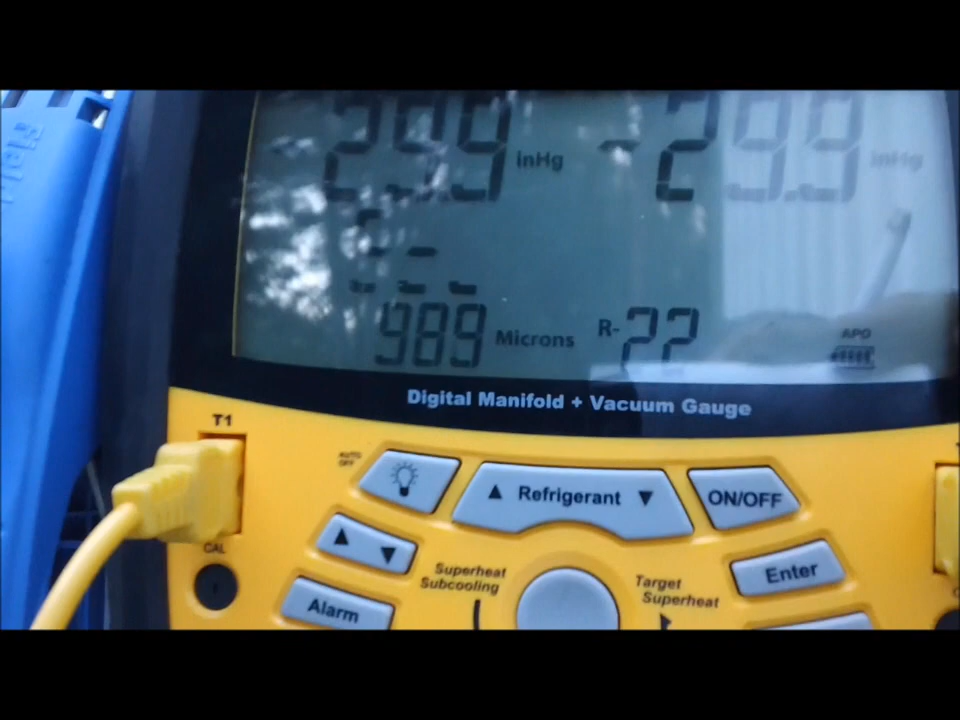 29.9 inHg -29.9 inHg
989 Microns R-22
APO
Digital Manifold + Vacuum Gauge
T1
AUTO OFF
▲ Refrigerant ▼
ON/OFF
▲ ▼
CAL
Superheat
Subcooling
Target
Superheat
Enter
Alarm